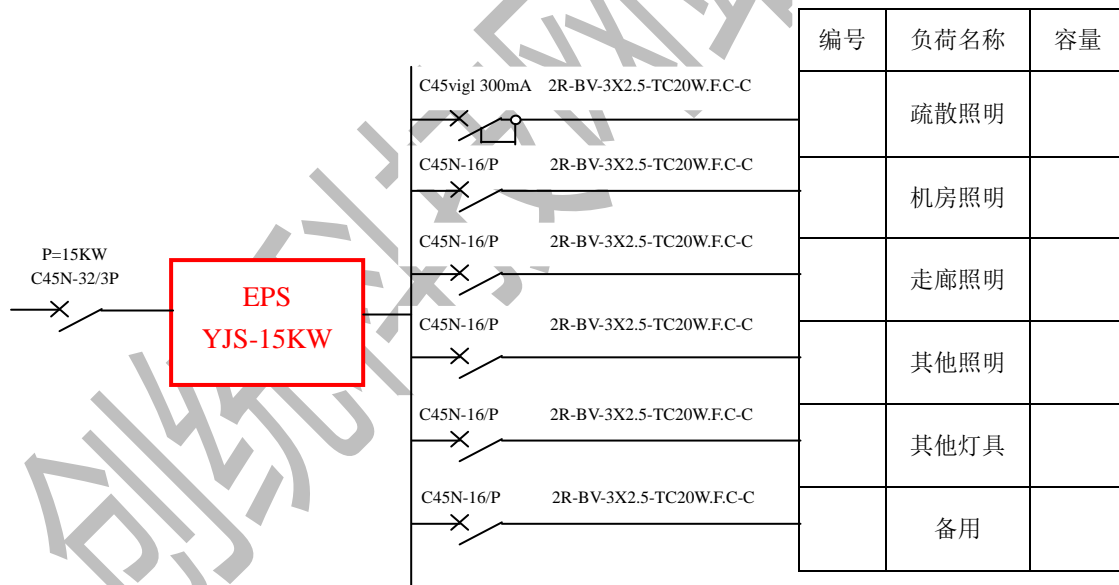 编号 负荷名称 容量
C45vigl 300mA 2R-BV-3X2.5-TC20W.F.C-C
疏散照明
C45N-16/P 2R-BV-3X2.5-TC20W.F.C-C
机房照明
C45N-16/P 2R-BV-3X2.5-TC20W.F.C-C
走廊照明
P=15KW
C45N-32/3P
EPS
YJS-15KW
C45N-16/P 2R-BV-3X2.5-TC20W.F.C-C
其他照明
C45N-16/P 2R-BV-3X2.5-TC20W.F.C-C
其他灯具
C45N-16/P 2R-BV-3X2.5-TC20W.F.C-C
备用